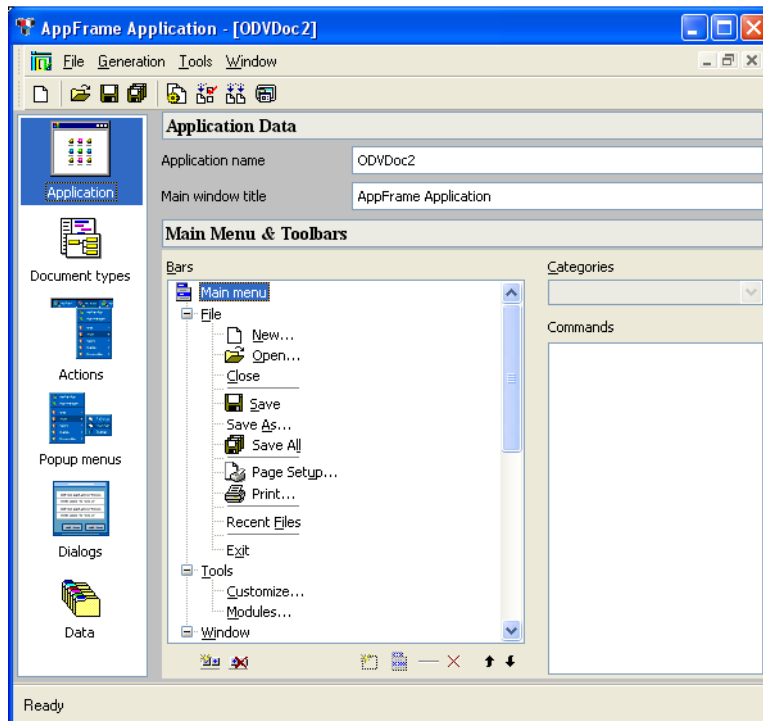 AppFrame Application - [ODVDoc2]
File Generation Tools Window
Application Data
Application name ODVDoc2
Main window title AppFrame Application
Main Menu & Toolbars
Application
Document types
Actions
Popup menus
Dialogs
Data
Bars
Main menu
File
New...
Open...
Close
Save
Save As...
Save All
Page Setup...
Print...
Recent Files
Exit
Tools
Customize...
Modules...
Window
Categories
Commands
Ready